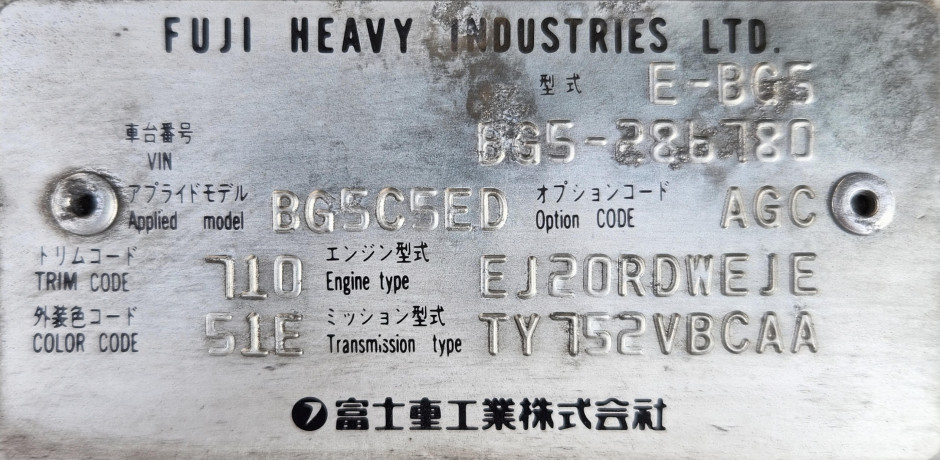 FUJI HEAVY INDUSTRIES LTD.
型式 E-BG5
車台番号 VIN BG5-286780
アプライドモデル Applied model BG5C5ED オプションコード Option CODE AGC
トリムコード TRIM CODE 710 エンジン型式 Engine type EJ20RDWEJE
外装色コード COLOR CODE 51E ミッション型式 Transmission type TY752VBCAA
7 富士重工業株式会社